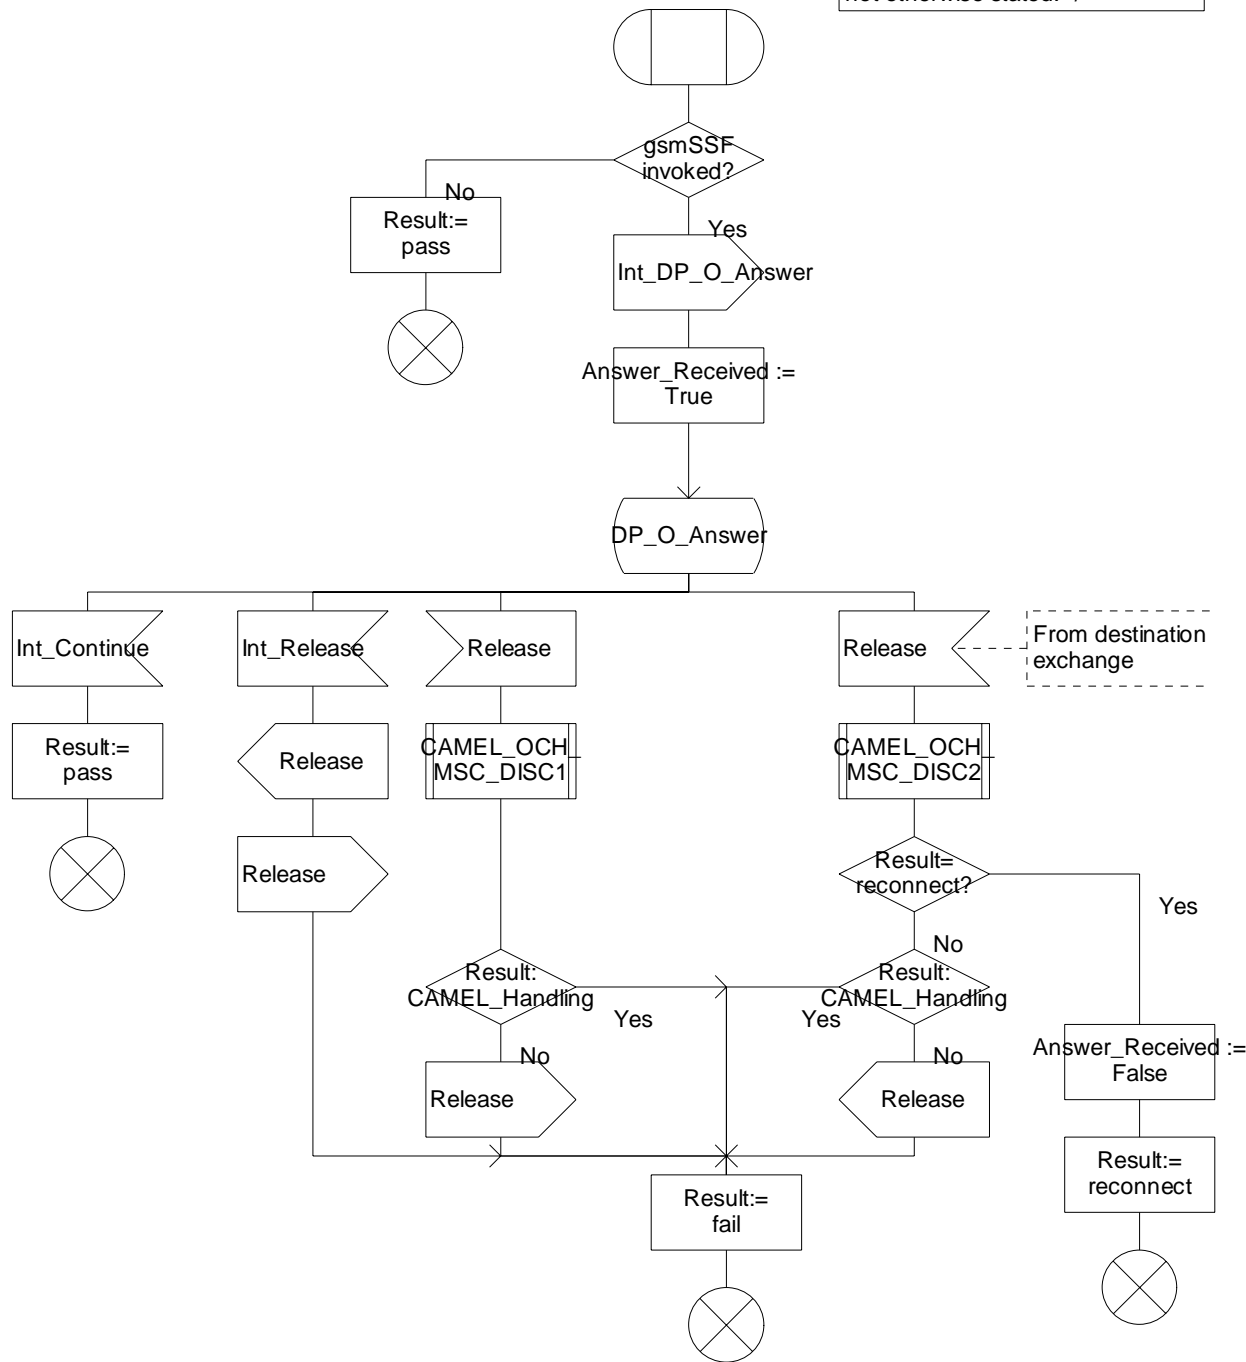 not otherwise stated. */
gsmSSF
invoked?
No
Yes
Result:=
pass
Int_DP_O_Answer
Answer_Received :=
True
DP_O_Answer
Int_Continue
Int_Release
Release
Release
From destination
exchange
Result:=
pass
Release
CAMEL_OCH_
MSC_DISC1
CAMEL_OCH_
MSC_DISC2
Release
Result=
reconnect?
Yes
No
Result:
CAMEL_Handling
Yes
Result:
CAMEL_Handling
Yes
No
No
Answer_Received :=
False
Release
Release
Result:=
reconnect
Result:=
fail